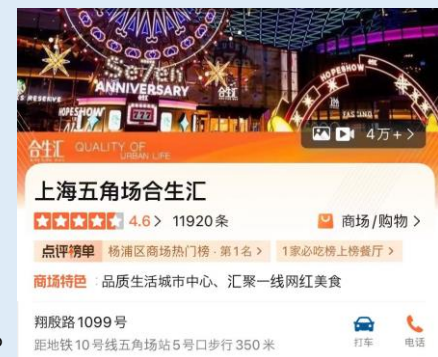 Se7en
ANNIVERSARY
合生汇
HOPESHOW
HOPESHOW
合生汇 QUALITY OF
URBAN LIFE
4万+ >
上海五角场合生汇
4.6 > 11920条 商场/购物 >
点评榜单 杨浦区商场热门榜 · 第1名 > 1家必吃榜上榜餐厅 >
商场特色 品质生活城市中心、汇聚一线网红美食
翔殷路1099号
距地铁10号线五角场站5号口步行350米
打车 电话